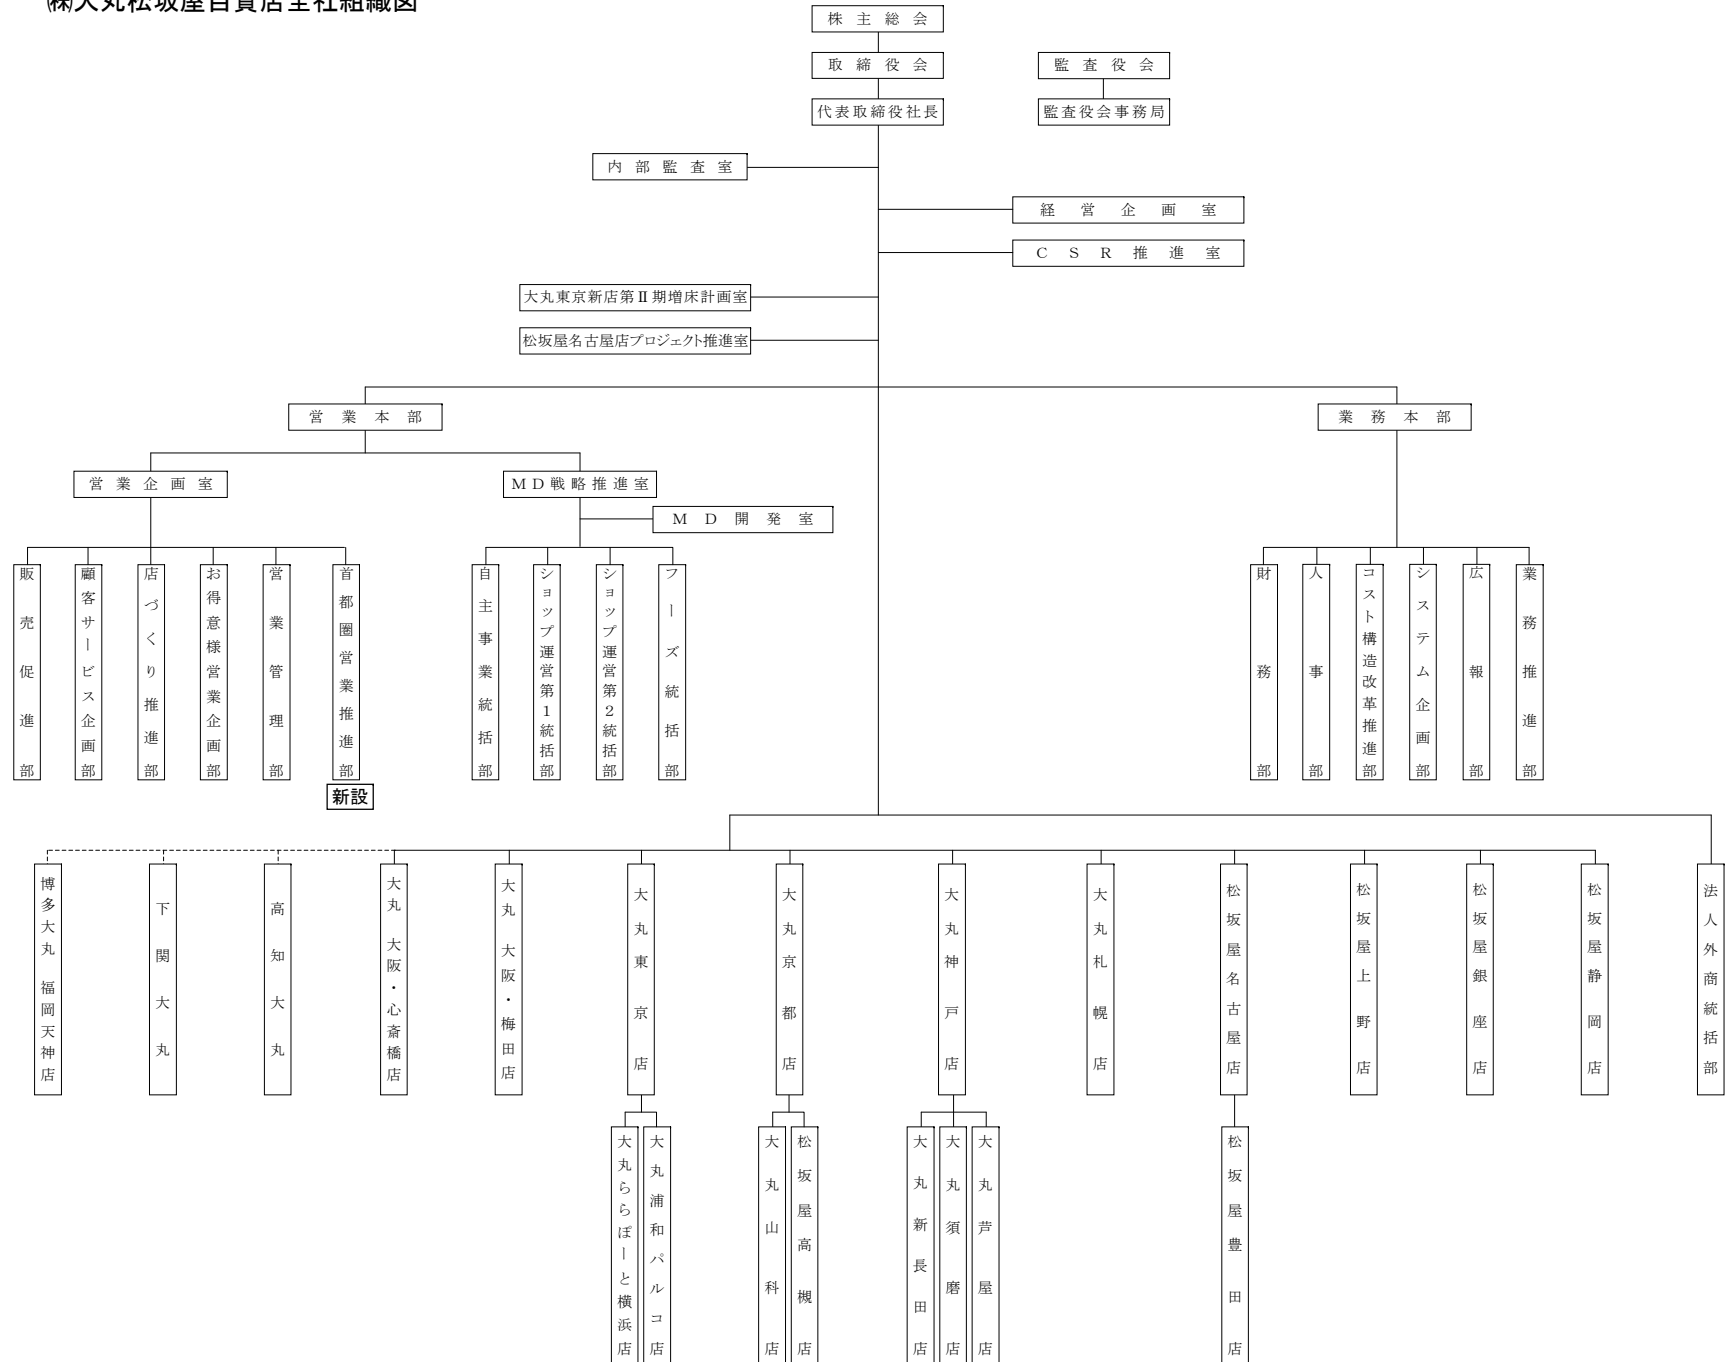 ㈱大丸松坂屋百貨店全社組織図
株主総会
取締役会
監査役会
代表取締役社長
監査役会事務局
内部監査室
経営企画室
CSR推進室
大丸東京新店第Ⅱ期増床計画室
松坂屋名古屋店プロジェクト推進室
営業本部
業務本部
営業企画室
MD戦略推進室
MD開発室
販売促進部
顧客サービス企画部
店づくり推進部
お得意様営業企画部
営業管理部
首都圏営業推進部
新設
自主事業統括部
ショップ運営第1統括部
ショップ運営第2統括部
フーズ統括部
財務部
人事部
コスト構造改革推進部
システム企画部
広報部
業務推進部
博多大丸 福岡天神店
下関大丸
高知大丸
大丸 大阪・心斎橋店
大丸 大阪・梅田店
大丸東京店
大丸京都店
大丸神戸店
大丸札幌店
松坂屋名古屋店
松坂屋上野店
松坂屋銀座店
松坂屋静岡店
法人外商統括部
大丸ららぽーと横浜店
大丸浦和パルコ店
大丸山科店
松坂屋高槻店
大丸新長田店
大丸須磨店
大丸芦屋店
松坂屋豊田店